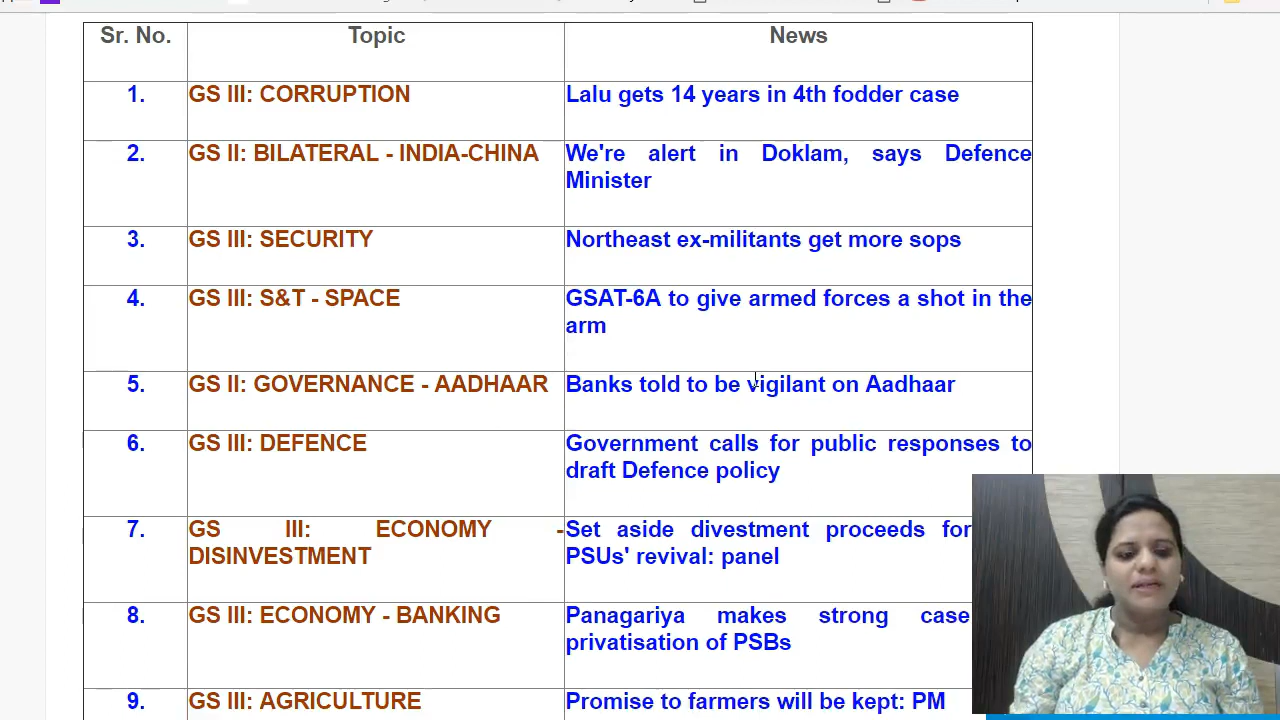 Sr. No. Topic News
1. GS III: CORRUPTION Lalu gets 14 years in 4th fodder case
2. GS II: BILATERAL - INDIA-CHINA We're alert in Doklam, says Defence
Minister
3. GS III: SECURITY Northeast ex-militants get more sops
4. GS III: S&T - SPACE GSAT-6A to give armed forces a shot in the
arm
5. GS II: GOVERNANCE - AADHAAR Banks told to be vigilant on Aadhaar
6. GS III: DEFENCE Government calls for public responses to
draft Defence policy
7. GS III: ECONOMY - Set aside divestment proceeds for
DISINVESTMENT PSUs' revival: panel
8. GS III: ECONOMY - BANKING Panagariya makes strong case
privatisation of PSBs
9. GS III: AGRICULTURE Promise to farmers will be kept: PM